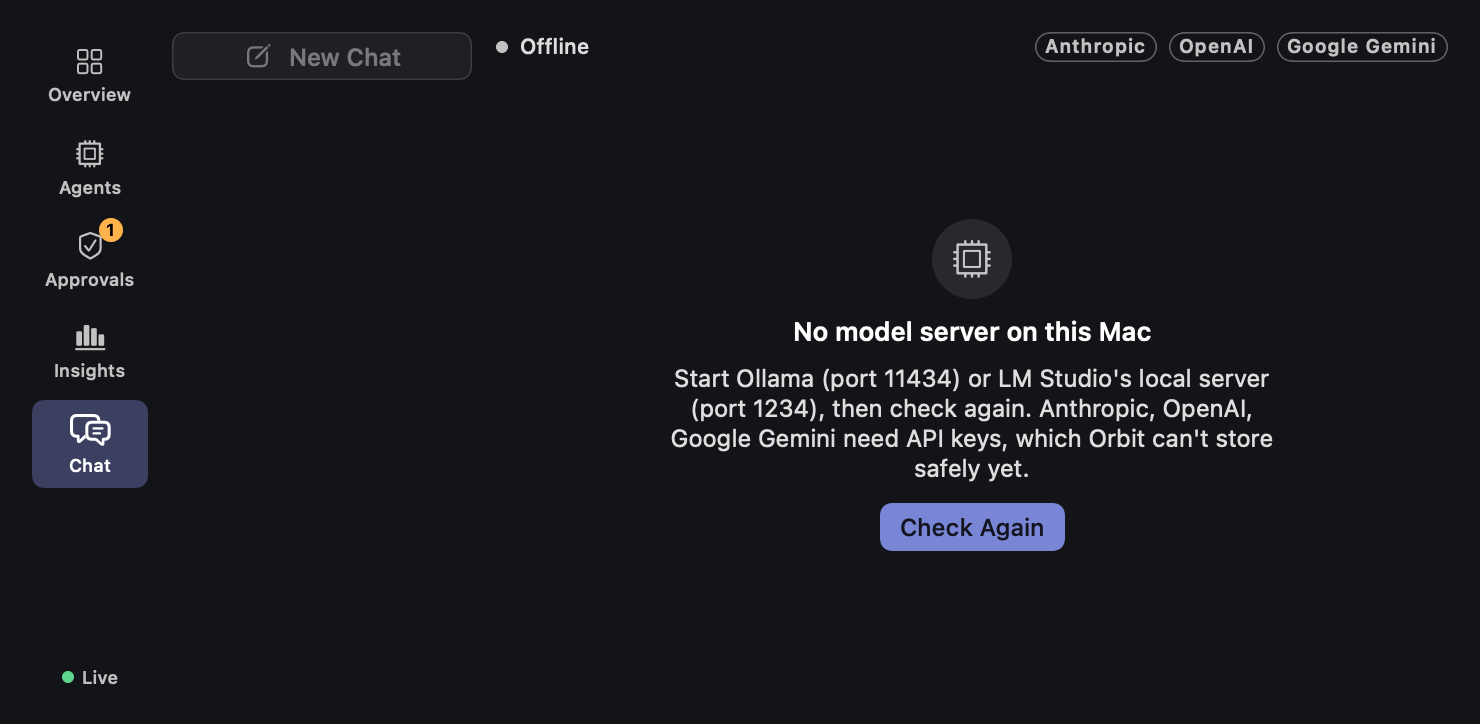 Overview
Agents
1
Approvals
Insights
Chat
Live
New Chat
Offline
Anthropic
OpenAI
Google Gemini
No model server on this Mac
Start Ollama (port 11434) or LM Studio's local server
(port 1234), then check again. Anthropic, OpenAI,
Google Gemini need API keys, which Orbit can't store
safely yet.
Check Again